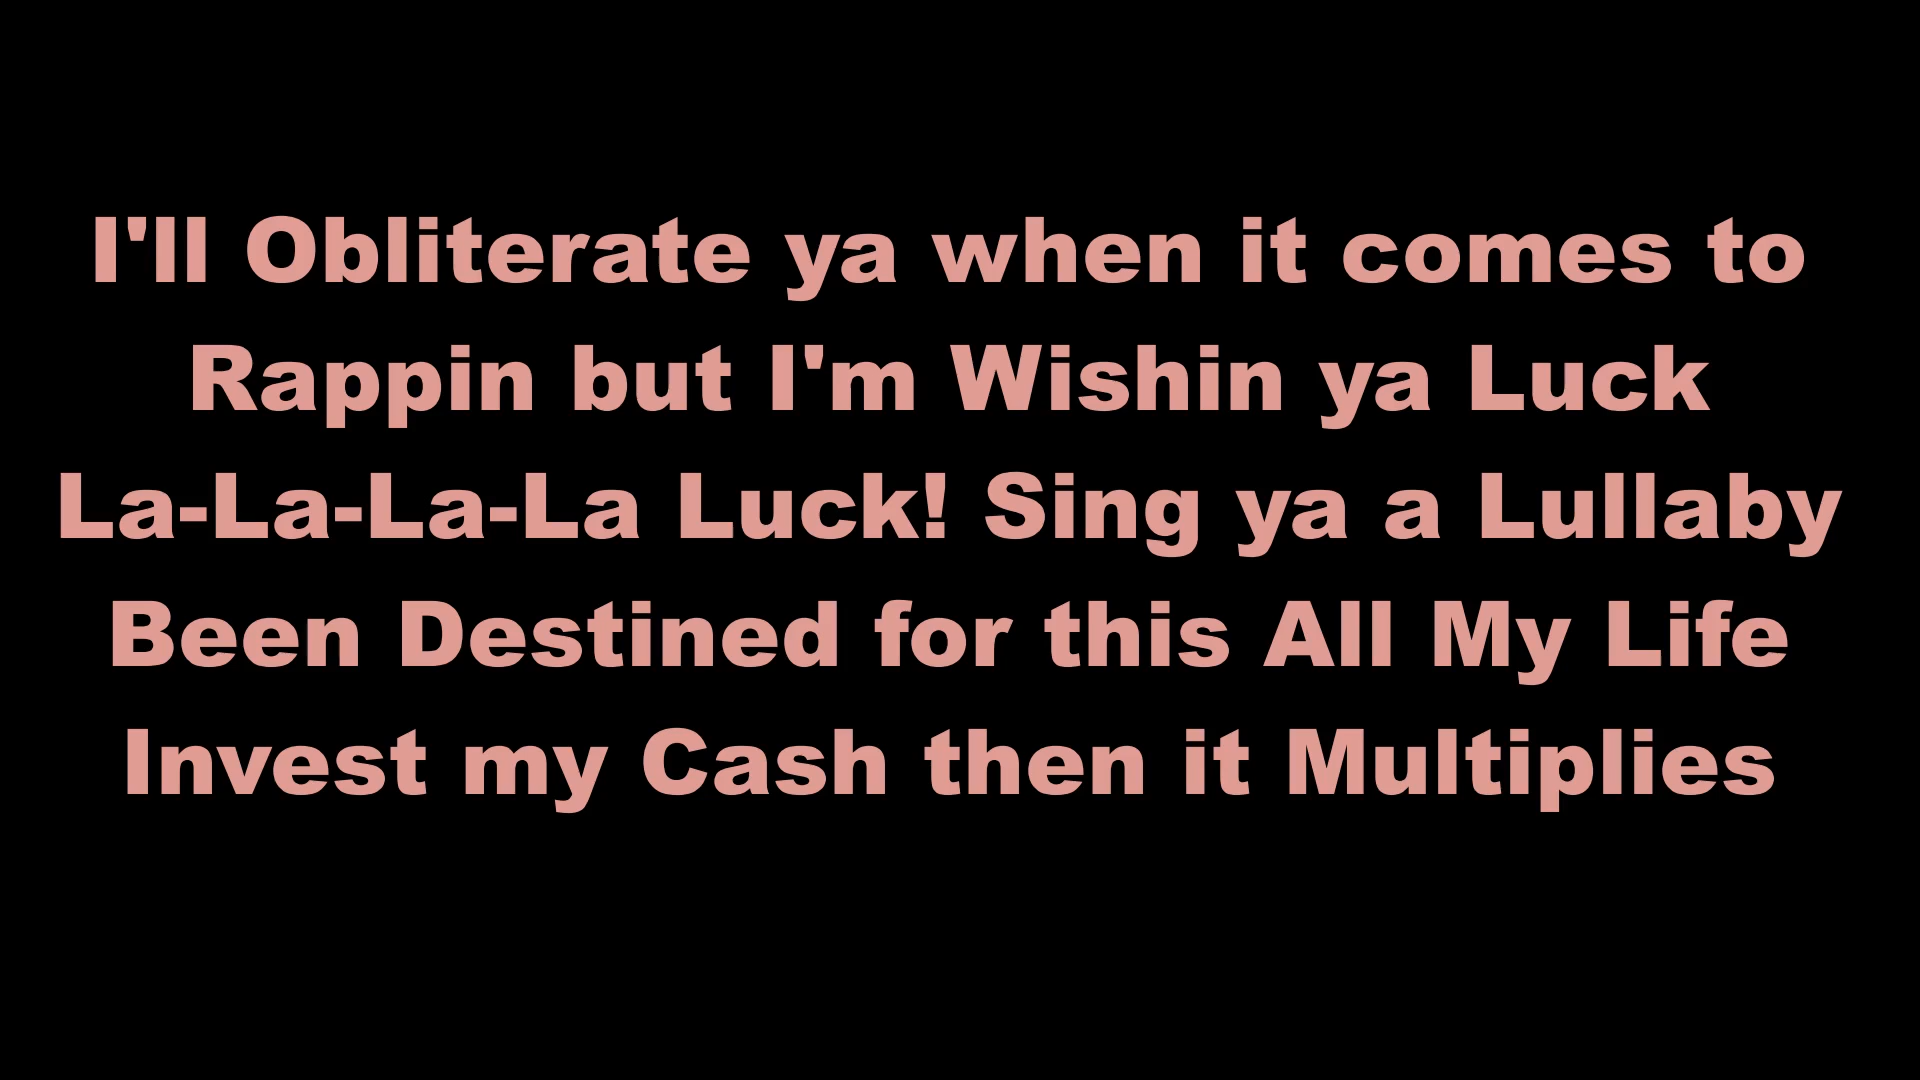 I'll Obliterate ya when it comes to
Rappin but I'm Wishin ya Luck
La-La-La-La Luck! Sing ya a Lullaby
Been Destined for this All My Life
Invest my Cash then it Multiplies